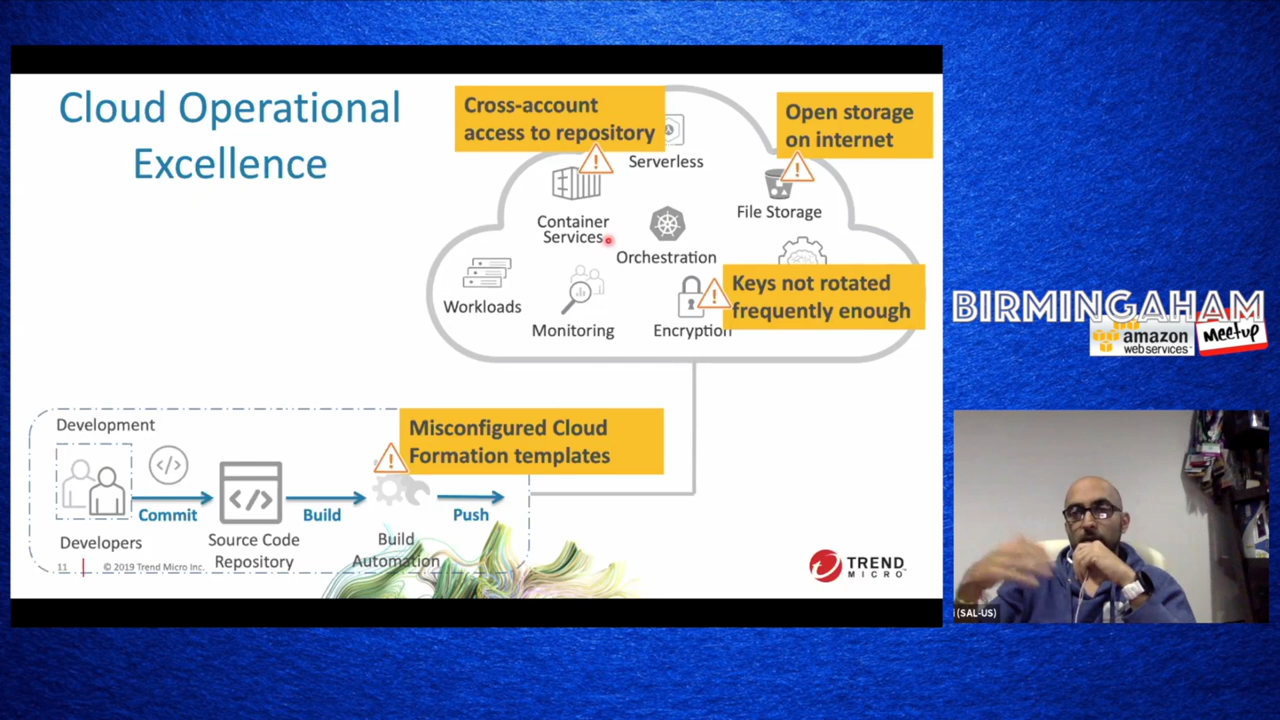 Cloud Operational
Excellence
Cross-account
access to repository
Open storage
on internet
Serverless
File Storage
Container
Services
Orchestration
Keys not rotated
frequently enough
Workloads
Monitoring
Encryption
BIRMINGAHAM
amazon
webservices
meetup
Development
Misconfigured Cloud
Formation templates
Commit
Build
Push
Developers
Source Code
Repository
Build
Automation
11
© 2019 Trend Micro Inc.
TREND
MICRO
(SAL-US)